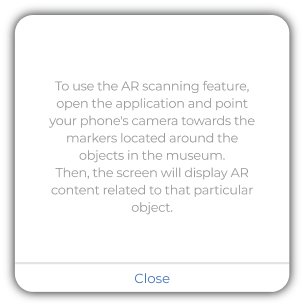 To use the AR scanning feature,
open the application and point
your phone's camera towards the
markers located around the
objects in the museum.
Then, the screen will display AR
content related to that particular
object.
Close